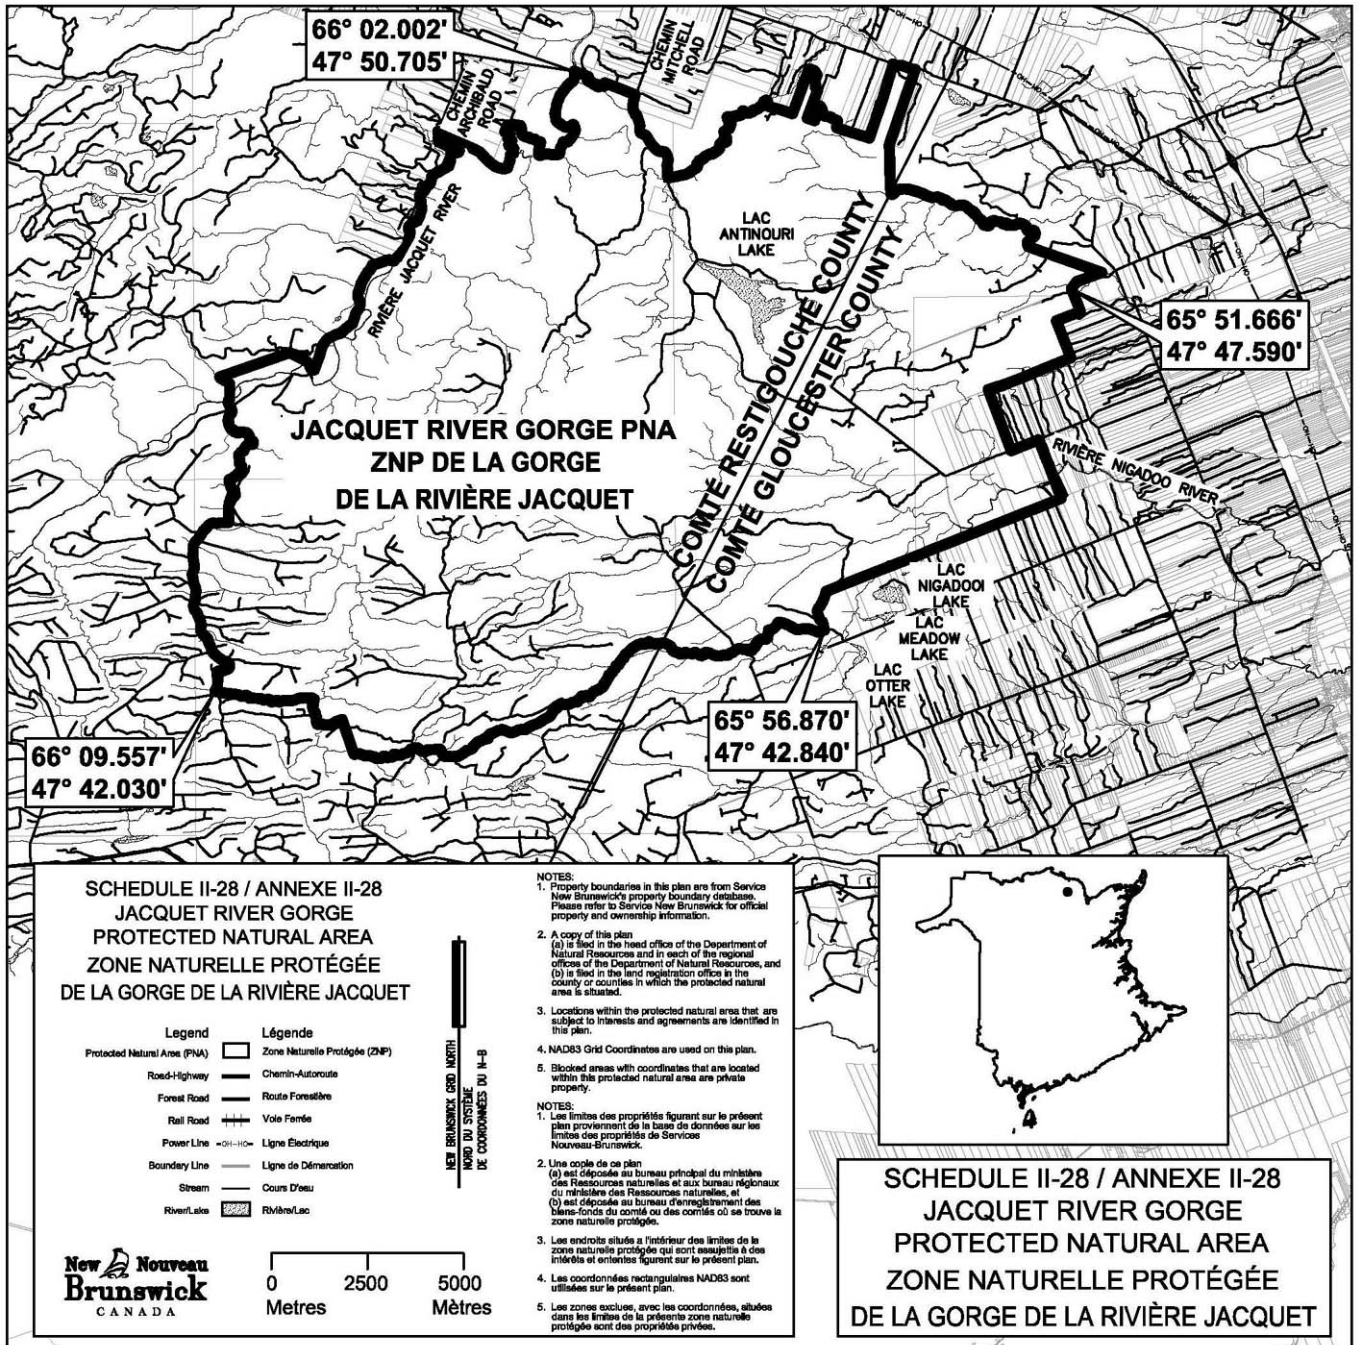 66° 02.002'
47° 50.705'
CHEMIN
ARCHIBALD
ROAD
CHEMIN
MITCHELL
ROAD
RIVIÈRE JACQUET RIVER
LAC
ANTINOURI
LAKE
COMTÉ RESTIGOUCHE COUNTY
COMTÉ GLOUCESTER COUNTY
65° 51.666'
47° 47.590'
JACQUET RIVER GORGE PNA
ZNP DE LA GORGE
DE LA RIVIÈRE JACQUET
RIVIÈRE NIGADOO RIVER
LAC
NIGADOO
LAKE
LAC
MEADOW
LAKE
LAC
OTTER
LAKE
65° 56.870'
47° 42.840'
66° 09.557'
47° 42.030'
SCHEDULE II-28 / ANNEXE II-28
JACQUET RIVER GORGE
PROTECTED NATURAL AREA
ZONE NATURELLE PROTÉGÉE
DE LA GORGE DE LA RIVIÈRE JACQUET
Legend Légende
Protected Natural Area (PNA) Zone Naturelle Protégée (ZNP)
Road-Highway Chemin-Autoroute
Forest Road Route Forestière
Rail Road Voie Ferrée
Power Line -OH-HO- Ligne Électrique
Boundary Line Ligne de Démarcation
Stream Cours D'eau
River/Lake Rivière/Lac
NEW BRUNSWICK GRID NORTH
NORD DU SYSTÈME
DE COORDONNÉES DU N-B
New Nouveau
Brunswick
CANADA
0 2500 5000
Metres Mètres
NOTES:
1. Property boundaries in this plan are from Service
New Brunswick's property boundary database.
Please refer to Service New Brunswick for official
property and ownership information.
2. A copy of this plan
(a) is filed in the head office of the Department of
Natural Resources and in each of the regional
offices of the Department of Natural Resources, and
(b) is filed in the land registration office in the
county or counties in which the protected natural
area is situated.
3. Locations within the protected natural area that are
subject to interests and agreements are identified in
this plan.
4. NAD83 Grid Coordinates are used on this plan.
5. Blocked areas with coordinates that are located
within this protected natural area are private
property.
NOTES:
1. Les limites des propriétés figurant sur le présent
plan proviennent de la base de données sur les
limites des propriétés de Services
Nouveau-Brunswick.
2. Une copie de ce plan
(a) est déposée au bureau principal du ministère
des Ressources naturelles et aux bureau régionaux
du ministère des Ressources naturelles, et
(b) est déposée au bureau d'enregistrement des
biens-fonds du comté ou des comtés où se trouve la
zone naturelle protégée.
3. Les endroits situés a l'intérieur des limites de la
zone naturelle protégée qui sont assujettis à des
intérêts et ententes figurent sur le présent plan.
4. Les coordonnées rectangulaires NAD83 sont
utilisées sur le présent plan.
5. Les zones exclues, avec les coordonnées, situées
dans les limites de la présente zone naturelle
protégée sont des propriétés privées.
SCHEDULE II-28 / ANNEXE II-28
JACQUET RIVER GORGE
PROTECTED NATURAL AREA
ZONE NATURELLE PROTÉGÉE
DE LA GORGE DE LA RIVIÈRE JACQUET